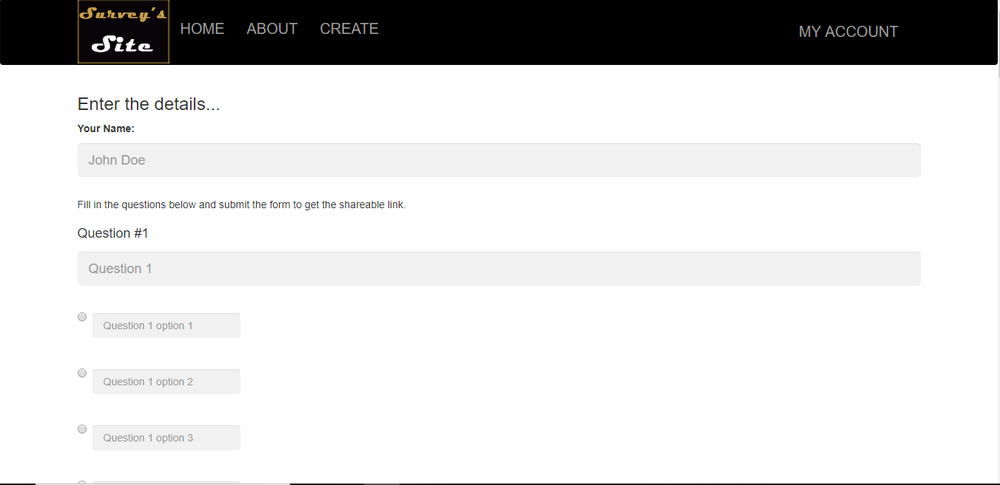 Survey's
Site
HOME ABOUT CREATE MY ACCOUNT
Enter the details...
Your Name:
John Doe
Fill in the questions below and submit the form to get the shareable link.
Question #1
Question 1
Question 1 option 1
Question 1 option 2
Question 1 option 3